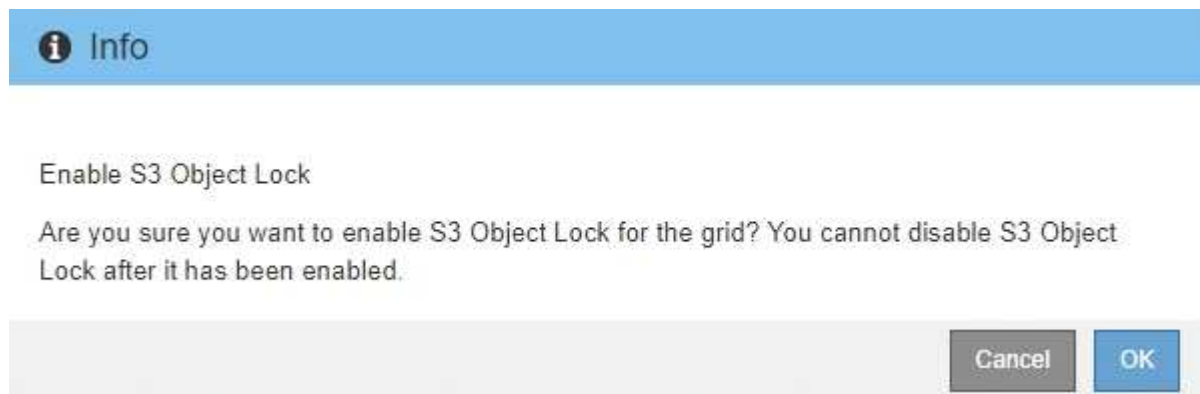 Info
Enable S3 Object Lock
Are you sure you want to enable S3 Object Lock for the grid? You cannot disable S3 Object
Lock after it has been enabled.
Cancel OK